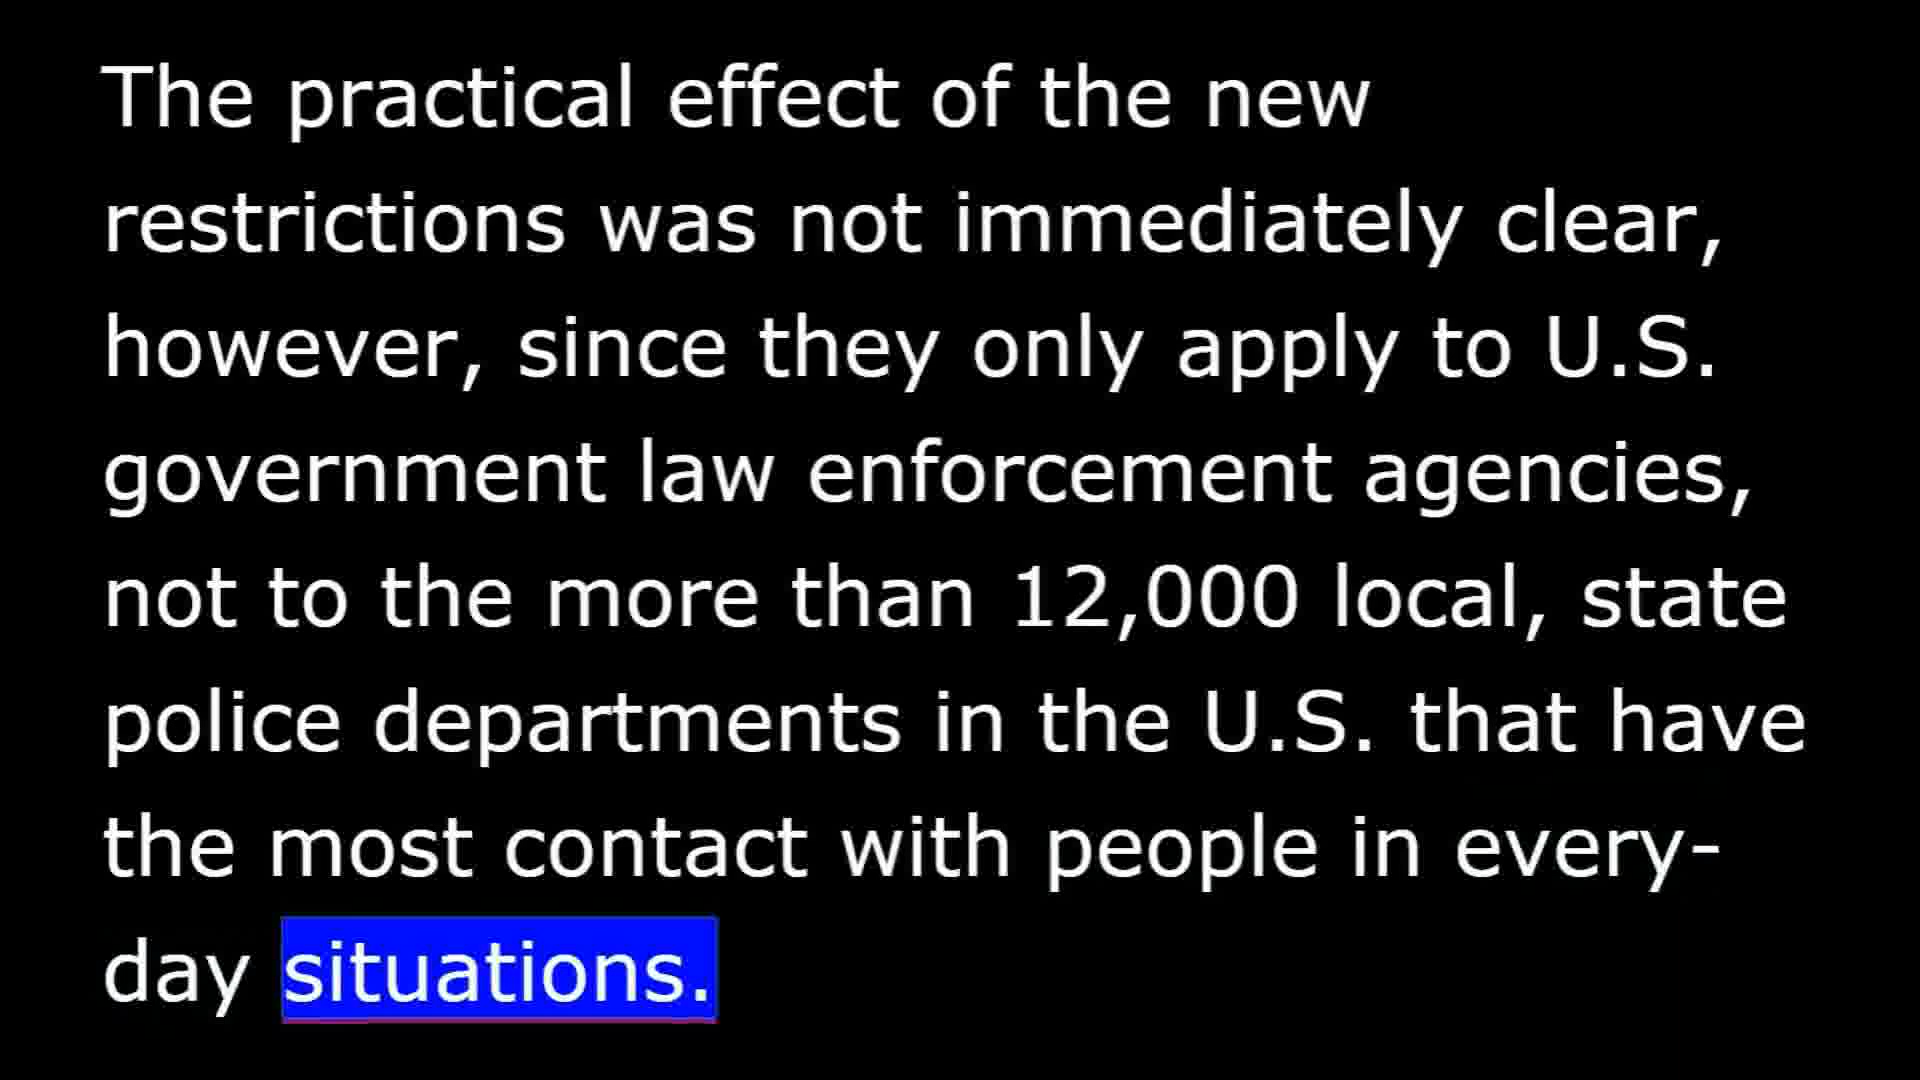 The practical effect of the new
restrictions was not immediately clear,
however, since they only apply to U.S.
government law enforcement agencies,
not to the more than 12,000 local, state
police departments in the U.S. that have
the most contact with people in every-
day situations.